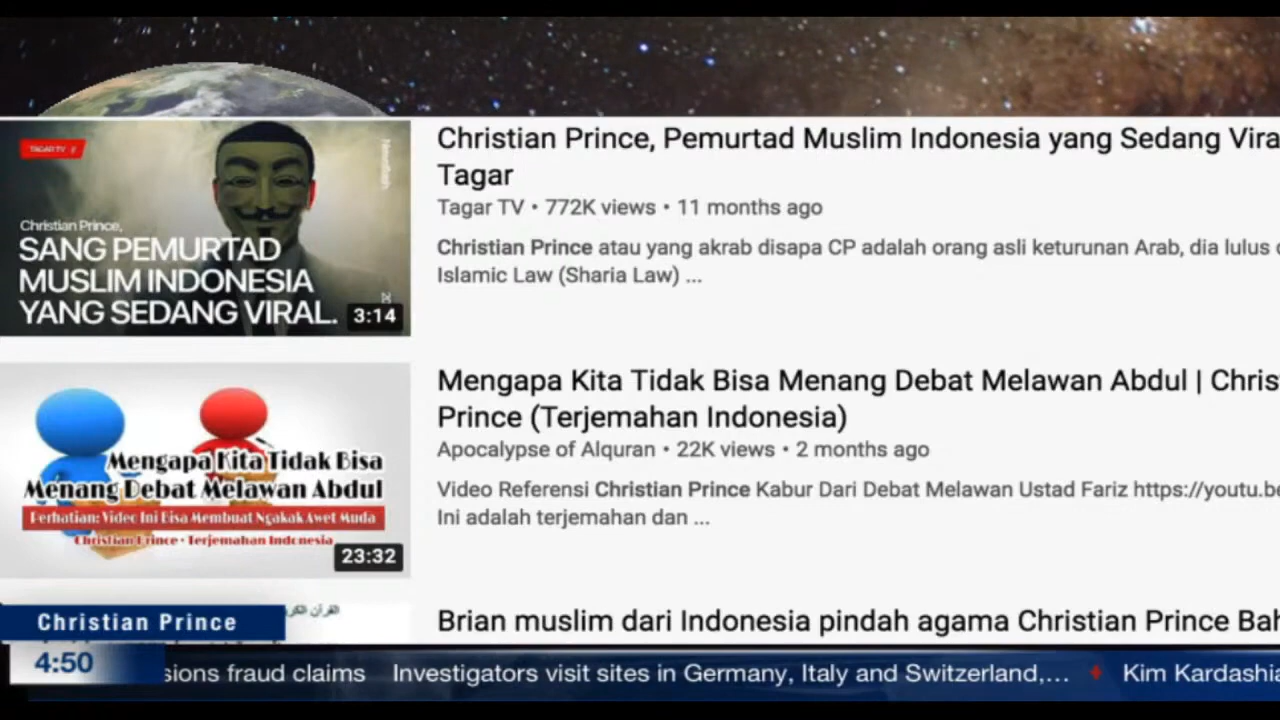 Christian Prince, Pemurtad Muslim Indonesia yang Sedang Vira
Tagar
Tagar TV • 772K views • 11 months ago
Christian Prince atau yang akrab disapa CP adalah orang asli keturunan Arab, dia lulus
Islamic Law (Sharia Law) ...
TAGAR TV
Newsflash
Christian Prince,
SANG PEMURTAD
MUSLIM INDONESIA
YANG SEDANG VIRAL.
3:14
Mengapa Kita Tidak Bisa Menang Debat Melawan Abdul | Chris
Prince (Terjemahan Indonesia)
Apocalypse of Alquran • 22K views • 2 months ago
Video Referensi Christian Prince Kabur Dari Debat Melawan Ustad Fariz https://youtu.be
Ini adalah terjemahan dan ...
Mengapa Kita Tidak Bisa
Menang Debat Melawan Abdul
Perhatian: Video Ini Bisa Membuat Ngakak Awet Muda
Christian Prince - Terjemahan Indonesia
23:32
Brian muslim dari Indonesia pindah agama Christian Prince Bah
Christian Prince
4:50
sions fraud claims Investigators visit sites in Germany, Italy and Switzerland,... Kim Kardashia